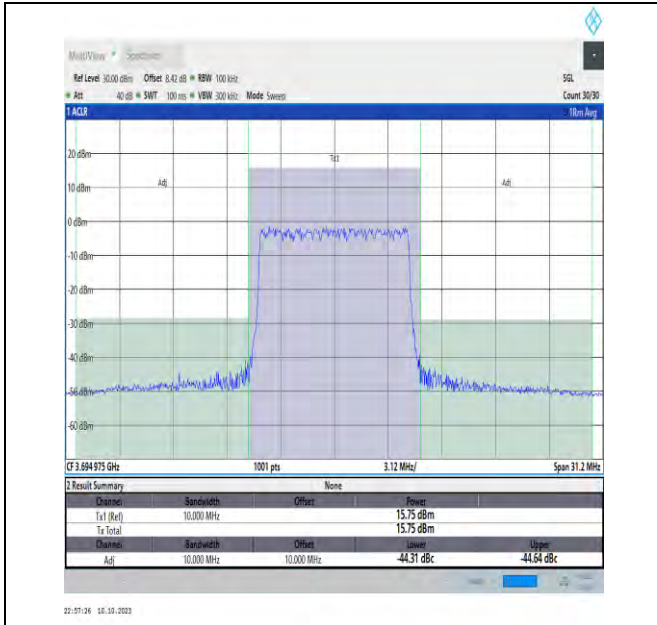 MultiView Spectrum
Ref Level 30.00 dBm Offset 8.42 dB RBW 100 kHz SGL
Att 40 dB SWT 100 ms VBW 300 kHz Mode Sweep Count 30/30
1 ACLR 1Rm Avg
20 dBm
Tx1
Adj Adj
10 dBm
0 dBm
-10 dBm
-20 dBm
-30 dBm
-40 dBm
-50 dBm
-60 dBm
CF 3.694 975 GHz 1001 pts 3.12 MHz/ Span 31.2 MHz
2 Result Summary None
Channel Bandwidth Offset Power
Tx1 (Ref) 10.000 MHz 15.75 dBm
Tx Total 15.75 dBm
Channel Bandwidth Offset Lower Upper
Adj 10.000 MHz 10.000 MHz -44.31 dBc -44.64 dBc
22:57:26 10.10.2023